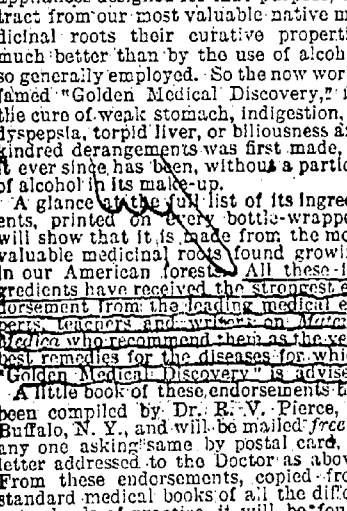 tract from our most valuable native m
dicinal roots their curative properti
much better than by the use of alcoh
so generally employed. So the now wor
famed "Golden Medical Discovery,"
the cure of weak stomach, indigestion,
dyspepsia, torpid liver, or biliousness a
kindred derangements was first made,
it ever since has been, without a partic
of alcohol in its make-up.
A glance at the full list of its ingre
ents, printed on every bottle-wrappe
will show that it is made from the mo
valuable medicinal roots found growi
in our American forests. All these i
gredients have received the strongest e
dorsement from the leading medical e
perts, teachers and writers on Mater
Medica who recommend them as the ve
best remedies for the diseases for whic
"Golden Medical Discovery" is advise
A little book of these endorsements
been compiled by Dr. R. V. Pierce,
Buffalo, N. Y., and will be mailed free
any one asking same by postal card,
letter addressed to the Doctor as abov
From these endorsements, copied fro
standard medical books of all the diffe